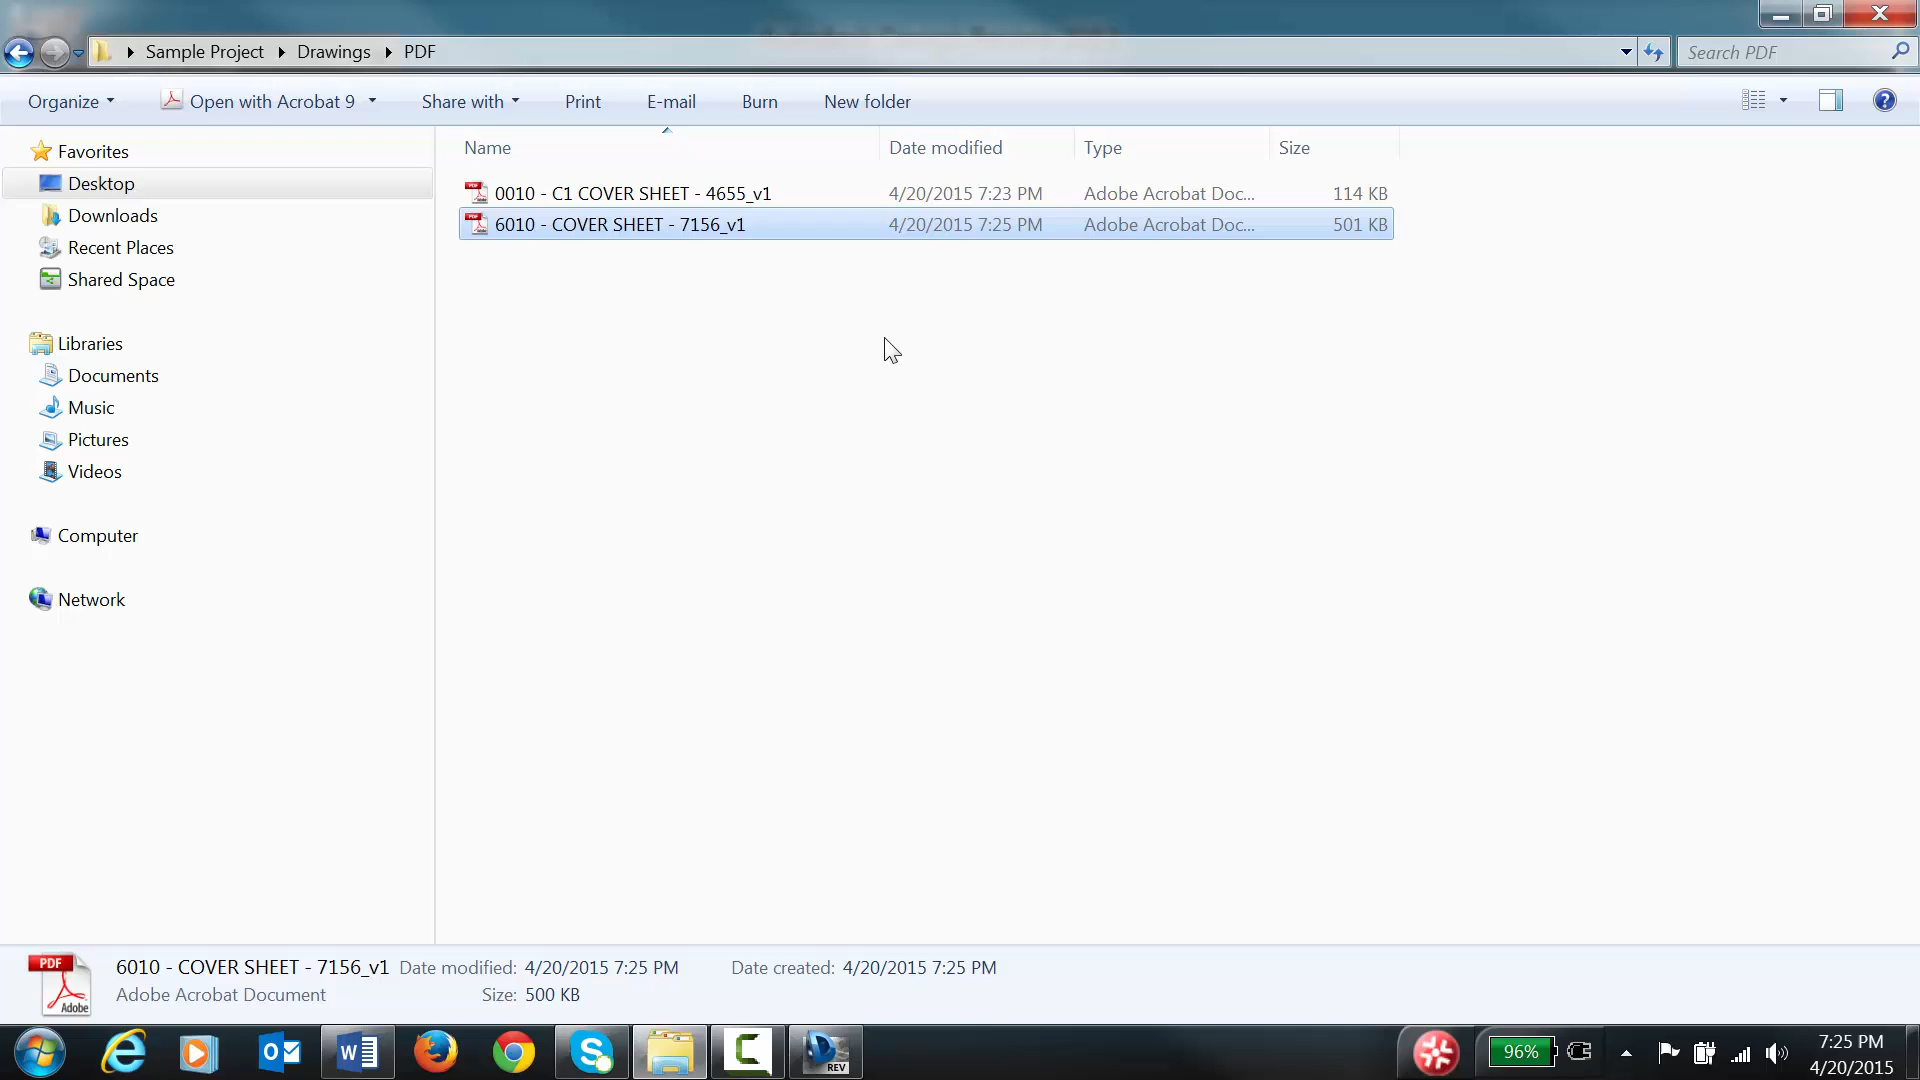 Sample Project Drawings PDF
Search PDF
Organize Open with Acrobat 9 Share with Print E-mail Burn New folder
Favorites
Desktop
Downloads
Recent Places
Shared Space
Libraries
Documents
Music
Pictures
Videos
Computer
Network
Name Date modified Type Size
0010 - C1 COVER SHEET - 4655_v1 4/20/2015 7:23 PM Adobe Acrobat Doc... 114 KB
6010 - COVER SHEET - 7156_v1 4/20/2015 7:25 PM Adobe Acrobat Doc... 501 KB
PDF
Adobe
6010 - COVER SHEET - 7156_v1 Date modified: 4/20/2015 7:25 PM Date created: 4/20/2015 7:25 PM
Adobe Acrobat Document Size: 500 KB
REV
96%
7:25 PM
4/20/2015